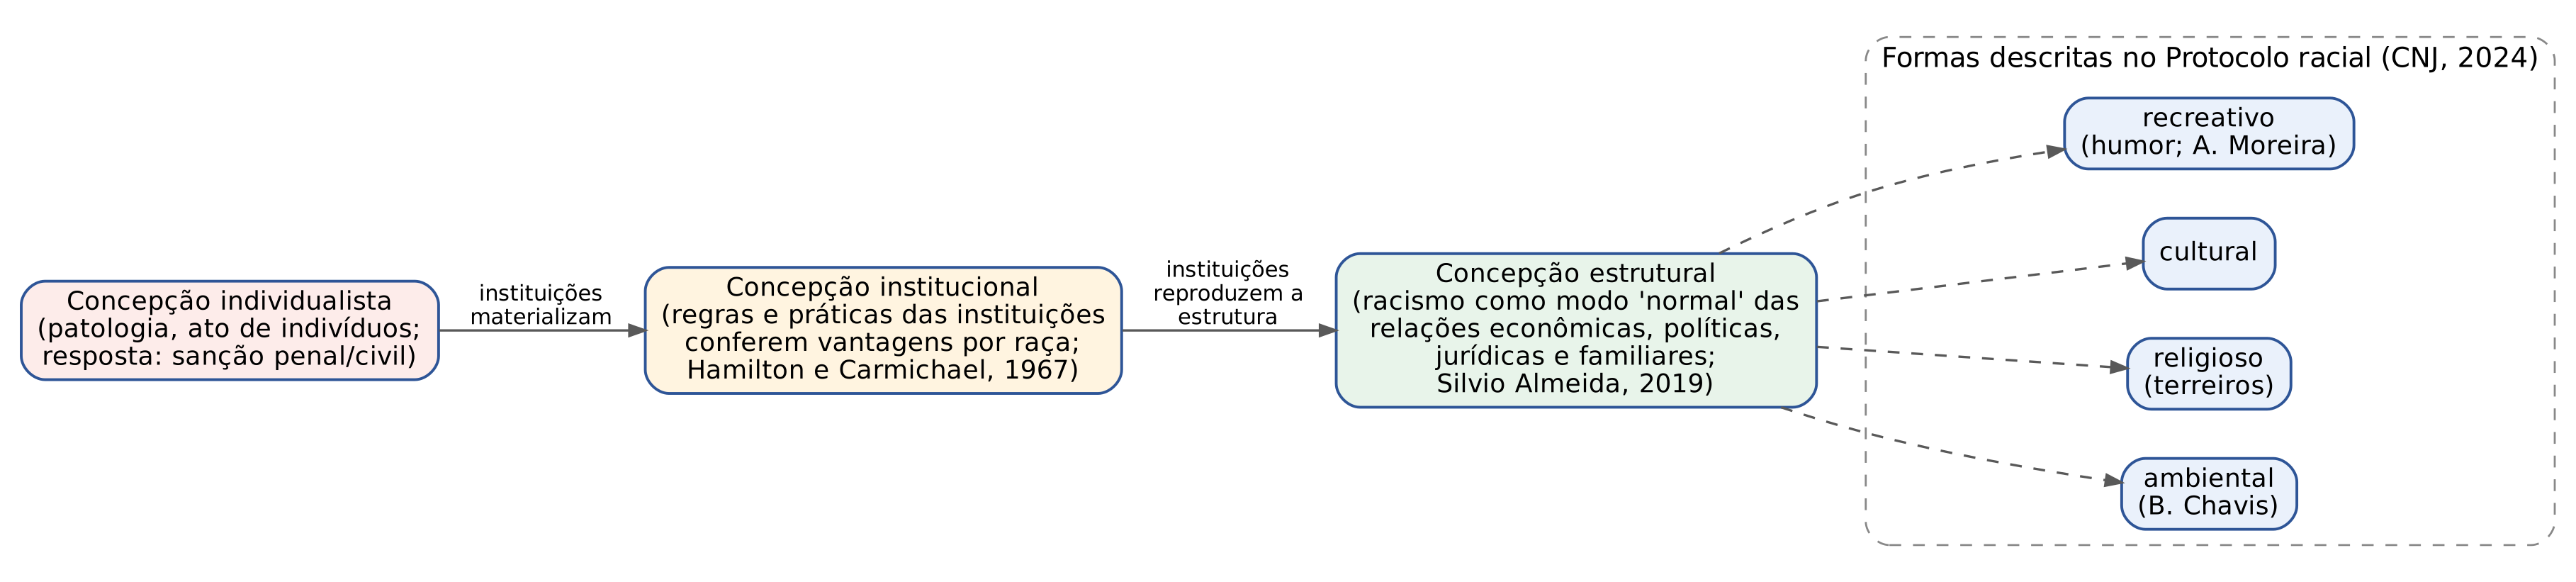 Formas descritas no Protocolo racial (CNJ, 2024)
Concepção individualista
(patologia, ato de indivíduos;
resposta: sanção penal/civil)
instituições
materializam
Concepção institucional
(regras e práticas das instituições
conferem vantagens por raça;
Hamilton e Carmichael, 1967)
instituições
reproduzem a
estrutura
Concepção estrutural
(racismo como modo 'normal' das
relações econômicas, políticas,
jurídicas e familiares;
Silvio Almeida, 2019)
recreativo
(humor; A. Moreira)
cultural
religioso
(terreiros)
ambiental
(B. Chavis)